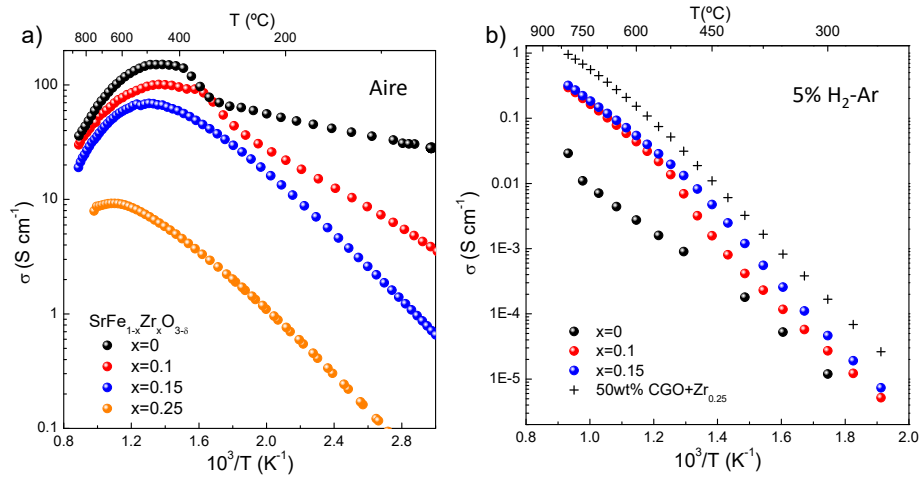 a)
T (ºC)
800 600 400 200
100
10
1
0.1
σ (S cm⁻¹)
Aire
SrFe₁₋ₓZrₓO₃₋δ
x=0
x=0.1
x=0.15
x=0.25
0.8 1.2 1.6 2.0 2.4 2.8
10³/T (K⁻¹)
b)
T(ºC)
900 750 600 450 300
1
0.1
0.01
1E-3
1E-4
1E-5
σ (S cm⁻¹)
5% H₂-Ar
x=0
x=0.1
x=0.15
50wt% CGO+Zr₀.₂₅
0.8 1.0 1.2 1.4 1.6 1.8 2.0
10³/T (K⁻¹)